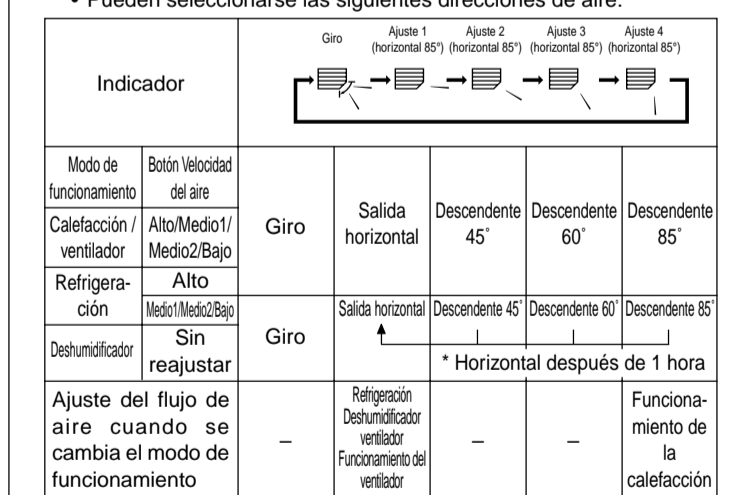 • Pueden seleccionarse las siguientes direcciones de aire:
Indicador
Giro
Ajuste 1
(horizontal 85°)
Ajuste 2
(horizontal 85°)
Ajuste 3
(horizontal 85°)
Ajuste 4
(horizontal 85°)
Modo de
funcionamiento
Botón Velocidad
del aire
Calefacción /
ventilador
Alto/Medio1/
Medio2/Bajo
Refrigera-
ción
Alto
Giro
Salida
horizontal
Descendente
45°
Descendente
60°
Descendente
85°
Medio1/Medio2/Bajo
Deshumidificador
Sin
reajustar
Giro
Salida horizontal
Descendente 45°
Descendente 60°
Descendente 85°
* Horizontal después de 1 hora
Ajuste del flujo de
aire cuando se
cambia el modo de
funcionamiento
–
Refrigeración
Deshumidificador
ventilador
Funcionamiento del
ventilador
–
–
Funciona-
miento de
la
calefacción